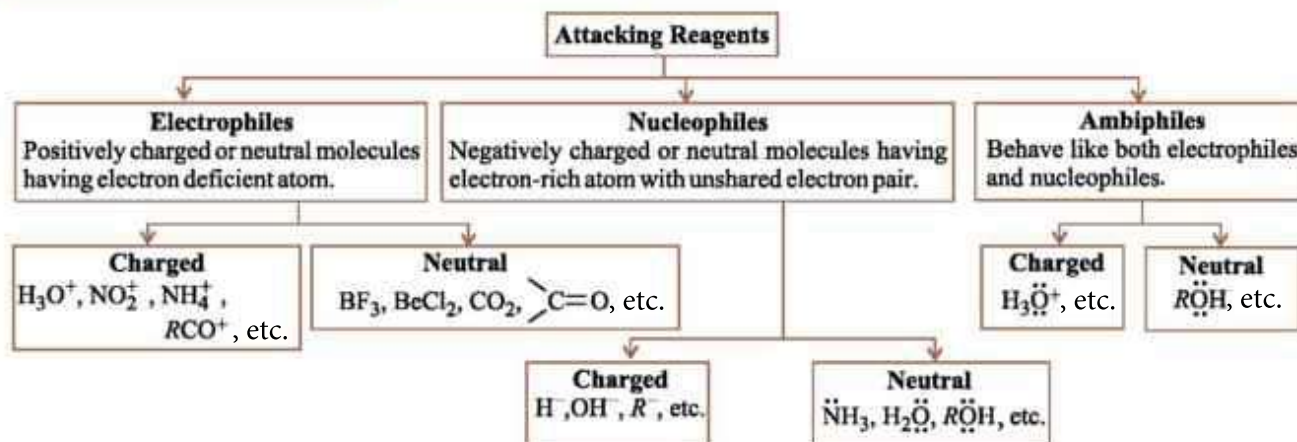 Attacking Reagents
Electrophiles
Positively charged or neutral molecules
having electron deficient atom.
Nucleophiles
Negatively charged or neutral molecules having
electron-rich atom with unshared electron pair.
Ambiphiles
Behave like both electrophiles
and nucleophiles.
Charged
H₃O⁺, NO₂⁺, NH₄⁺,
RCO⁺, etc.
Neutral
BF₃, BeCl₂, CO₂, >C=O, etc.
Charged
H₃Ö̤⁺, etc.
Neutral
RÖ̤H, etc.
Charged
H⁻,OH⁻, R⁻, etc.
Neutral
N̈H₃, H₂Ö̤, RÖ̤H, etc.